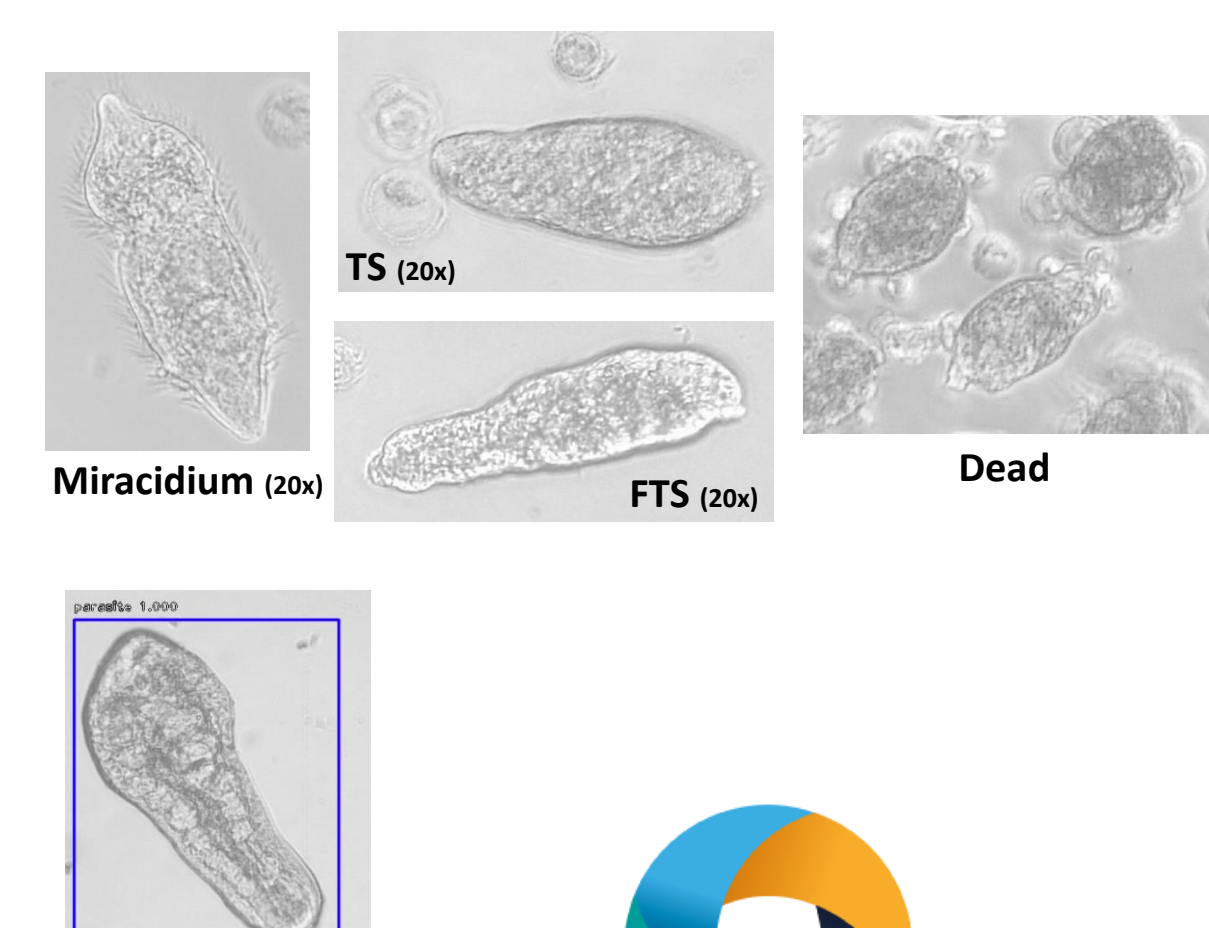 TS (20x)
Miracidium (20x)
FTS (20x)
Dead
parasite 1.000